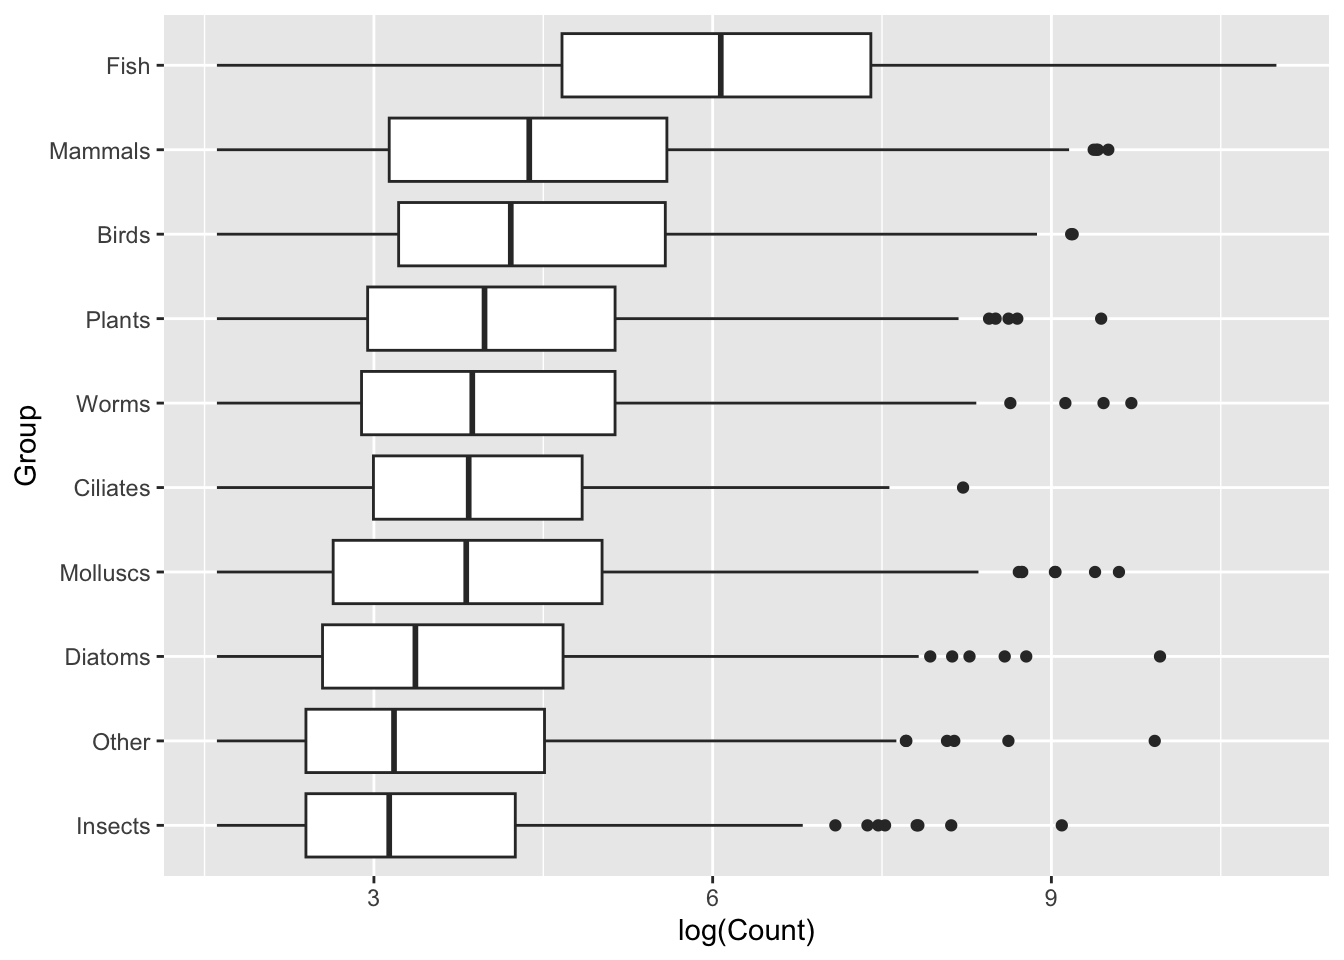 Fish
Mammals
Birds
Plants
Worms
Ciliates
Molluscs
Diatoms
Other
Insects
Group
3 6 9
log(Count)